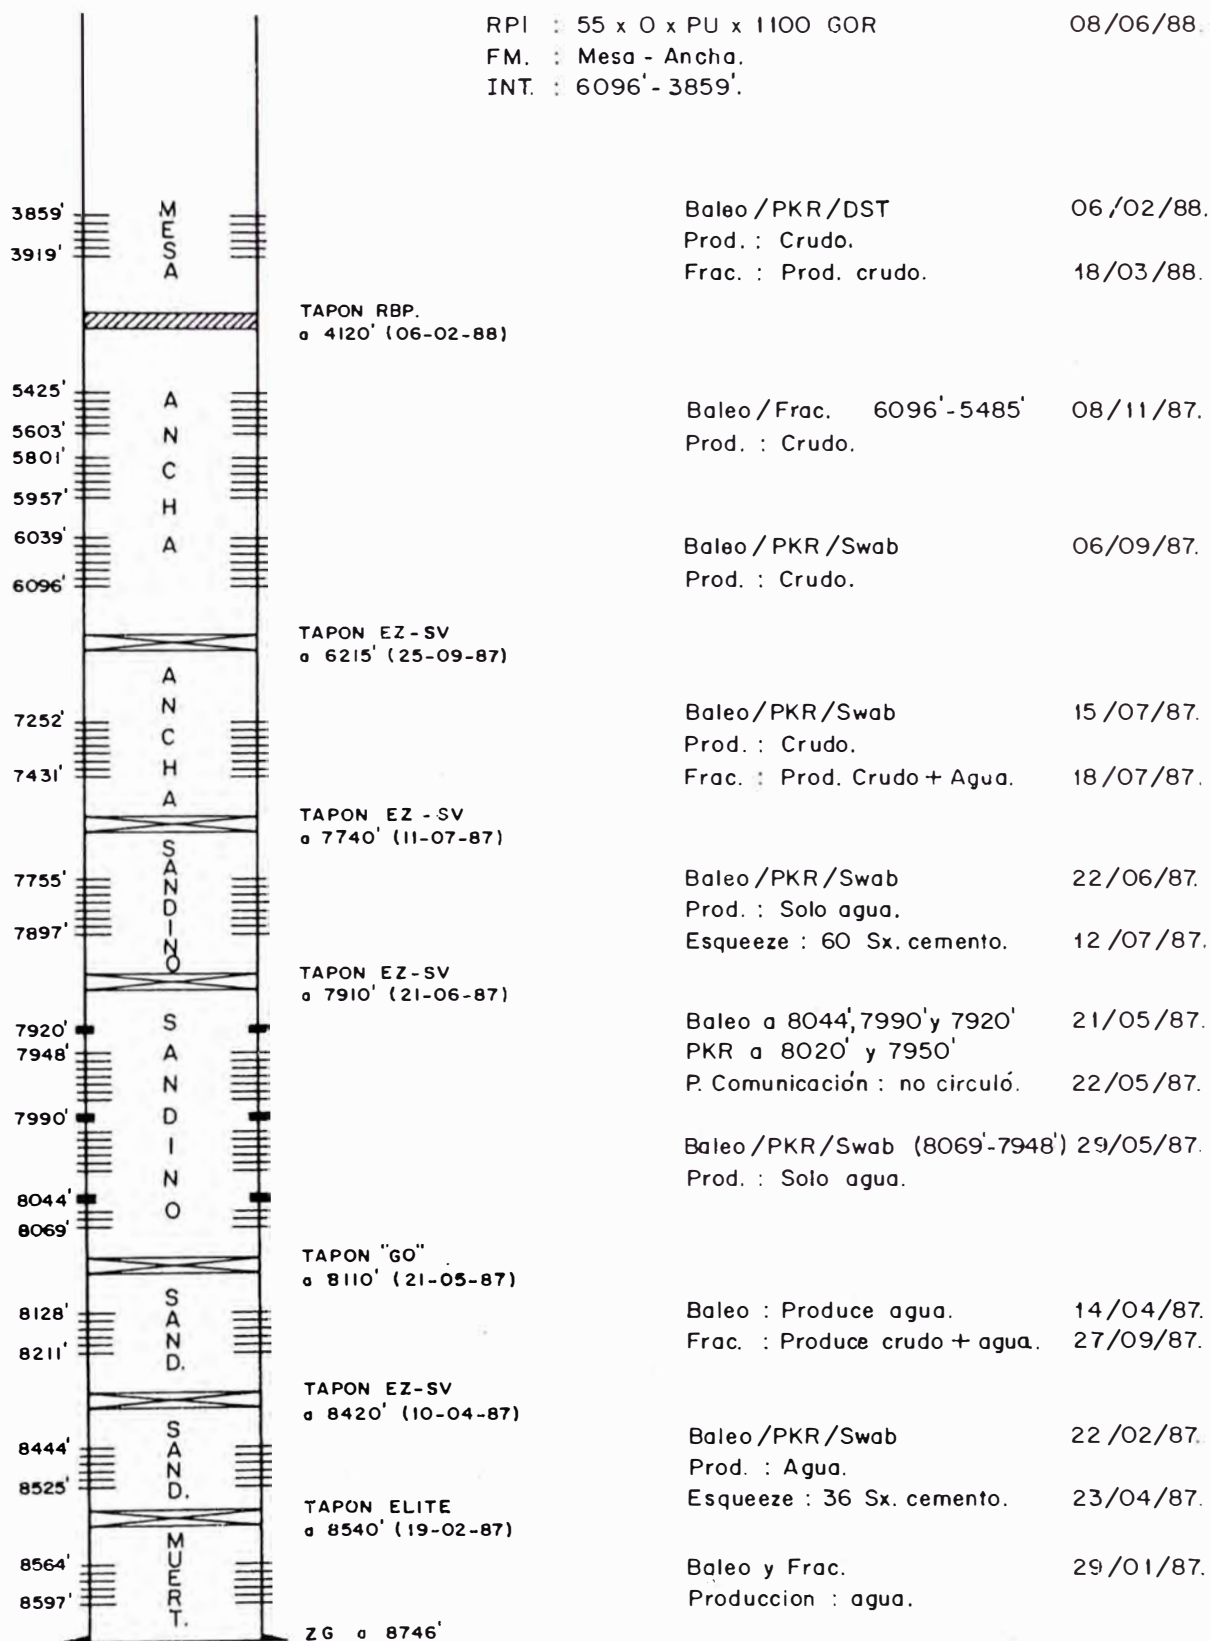 RPI : 55 x O x PU x 1100 GOR 08/06/88.
FM. : Mesa - Ancha.
INT. : 6096' - 3859'.
3859'
3919'
MESA
Baleo/PKR/DST 06/02/88.
Prod. : Crudo.
Frac. : Prod. crudo. 18/03/88.
TAPON RBP.
a 4120' (06-02-88)
5425'
5603'
5801'
5957'
6039'
6096'
ANCHA
Baleo/Frac. 6096'-5485' 08/11/87.
Prod. : Crudo.
Baleo/PKR/Swab 06/09/87.
Prod. : Crudo.
TAPON EZ-SV
a 6215' (25-09-87)
7252'
7431'
ANCHA
Baleo/PKR/Swab 15/07/87.
Prod. : Crudo.
Frac. : Prod. Crudo + Agua. 18/07/87.
TAPON EZ-SV
a 7740' (11-07-87)
7755'
7897'
SANDINO
Baleo/PKR/Swab 22/06/87.
Prod. : Solo agua.
Esqueeze : 60 Sx. cemento. 12/07/87.
TAPON EZ-SV
a 7910' (21-06-87)
7920'
7948'
7990'
8044'
8069'
SANDINO
Baleo a 8044', 7990' y 7920' 21/05/87.
PKR a 8020' y 7950'
P. Comunicación : no circuló. 22/05/87.
Baleo/PKR/Swab (8069'-7948') 29/05/87.
Prod. : Solo agua.
TAPON "GO"
a 8110' (21-05-87)
8128'
8211'
SAND.
Baleo : Produce agua. 14/04/87.
Frac. : Produce crudo + agua. 27/09/87.
TAPON EZ-SV
a 8420' (10-04-87)
8444'
8525'
SAND.
Baleo/PKR/Swab 22/02/87.
Prod. : Agua.
Esqueeze : 36 Sx. cemento. 23/04/87.
TAPON ELITE
a 8540' (19-02-87)
8564'
8597'
MUERT.
Baleo y Frac. 29/01/87.
Produccion : agua.
ZG a 8746'